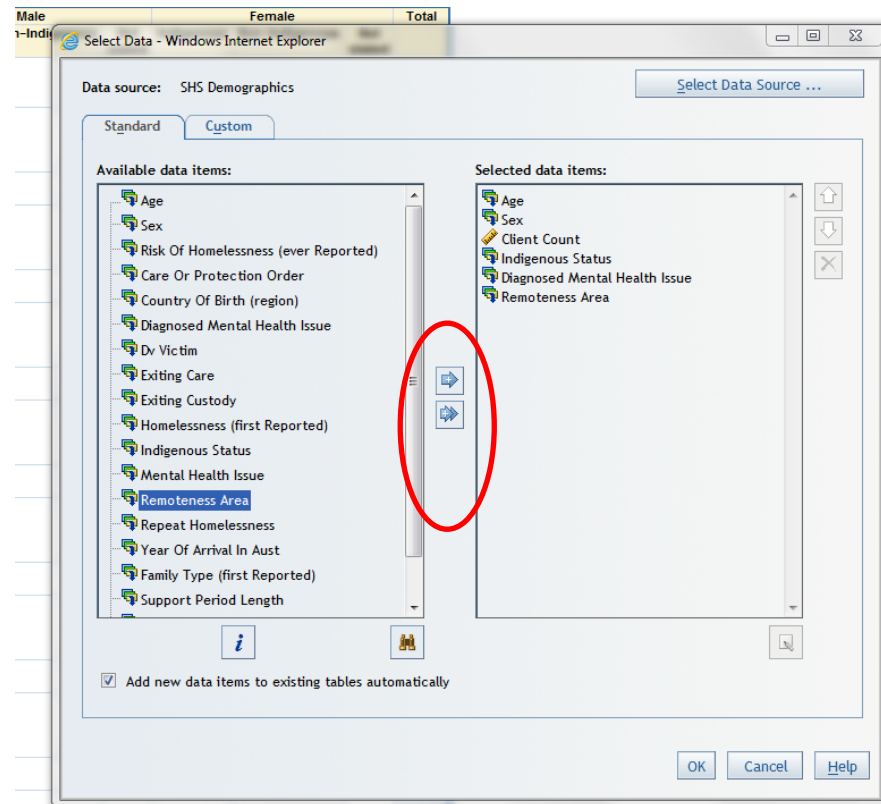 Male Female Total
Select Data - Windows Internet Explorer
Data source: SHS Demographics
Select Data Source ...
Standard Custom
Available data items:
Age
Sex
Risk Of Homelessness (ever Reported)
Care Or Protection Order
Country Of Birth (region)
Diagnosed Mental Health Issue
Dv Victim
Exiting Care
Exiting Custody
Homelessness (first Reported)
Indigenous Status
Mental Health Issue
Remoteness Area
Repeat Homelessness
Year Of Arrival In Aust
Family Type (first Reported)
Support Period Length
Selected data items:
Age
Sex
Client Count
Indigenous Status
Diagnosed Mental Health Issue
Remoteness Area
Add new data items to existing tables automatically
OK Cancel Help